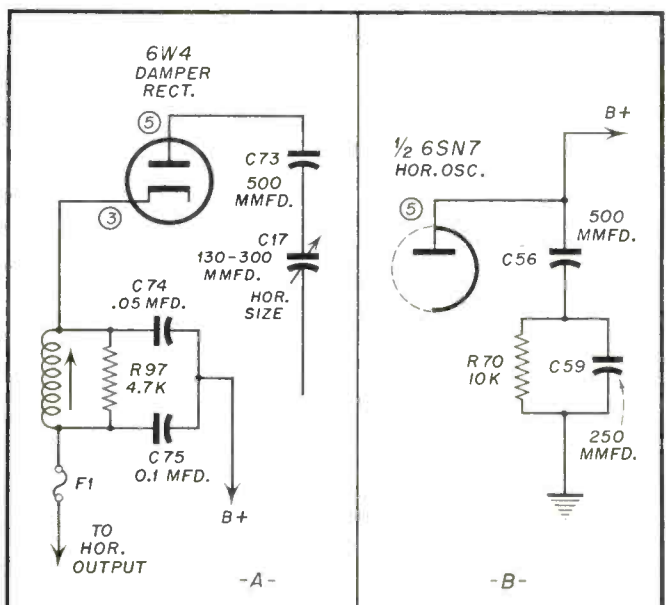 6W4
DAMPER
RECT.
⑤
③
C73
500
MMFD.
C17
130-300
MMFD.
HOR.
SIZE
C74
.05 MFD.
R97
4.7K
C75
0.1 MFD.
F1
B+
TO
HOR.
OUTPUT
-A-
B+
½ 6SN7
HOR. OSC.
⑤
500
MMFD.
C56
R70
10K
C59
250
MMFD.
-B-